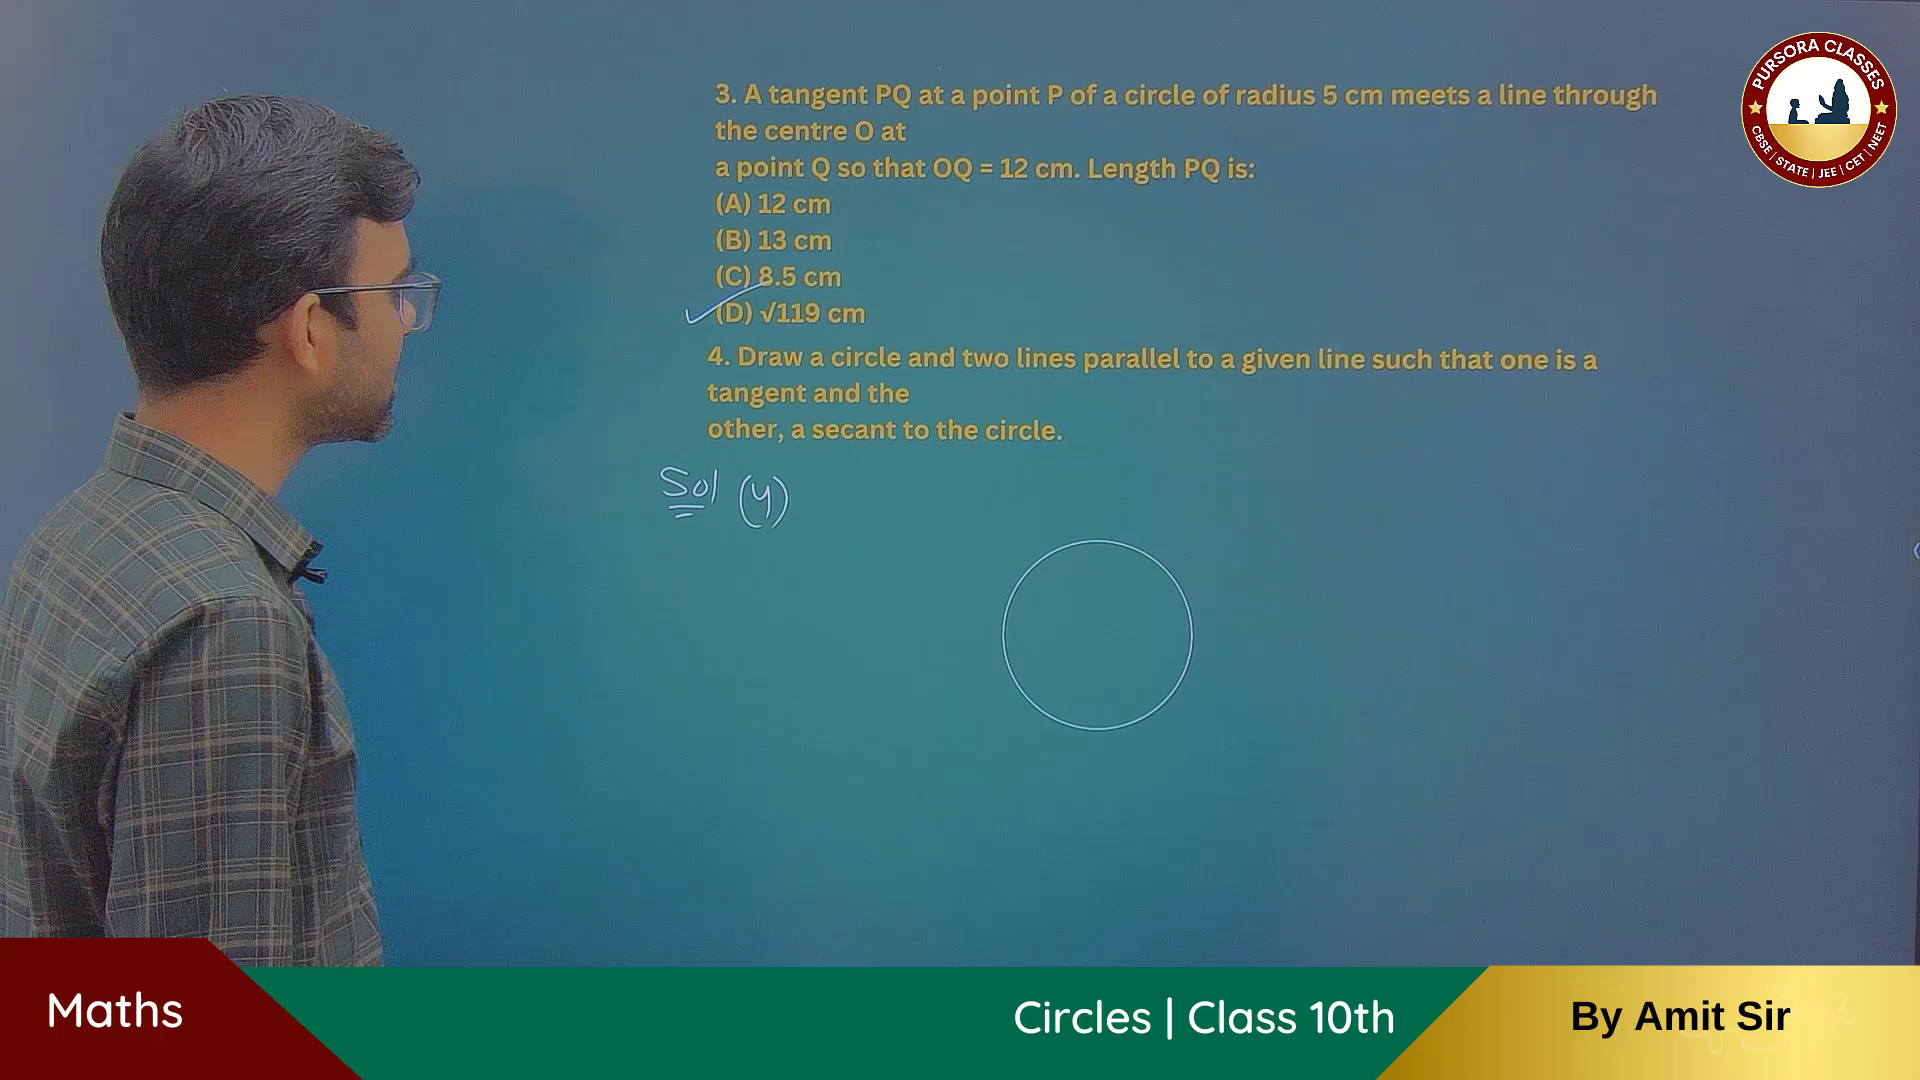 PURSORA CLASSES
CBSE | STATE | JEE | CET | NEET
3. A tangent PQ at a point P of a circle of radius 5 cm meets a line through
the centre O at
a point Q so that OQ = 12 cm. Length PQ is:
(A) 12 cm
(B) 13 cm
(C) 8.5 cm
(D) √119 cm
4. Draw a circle and two lines parallel to a given line such that one is a
tangent and the
other, a secant to the circle.
Sol (4)
Maths
Circles | Class 10th
By Amit Sir